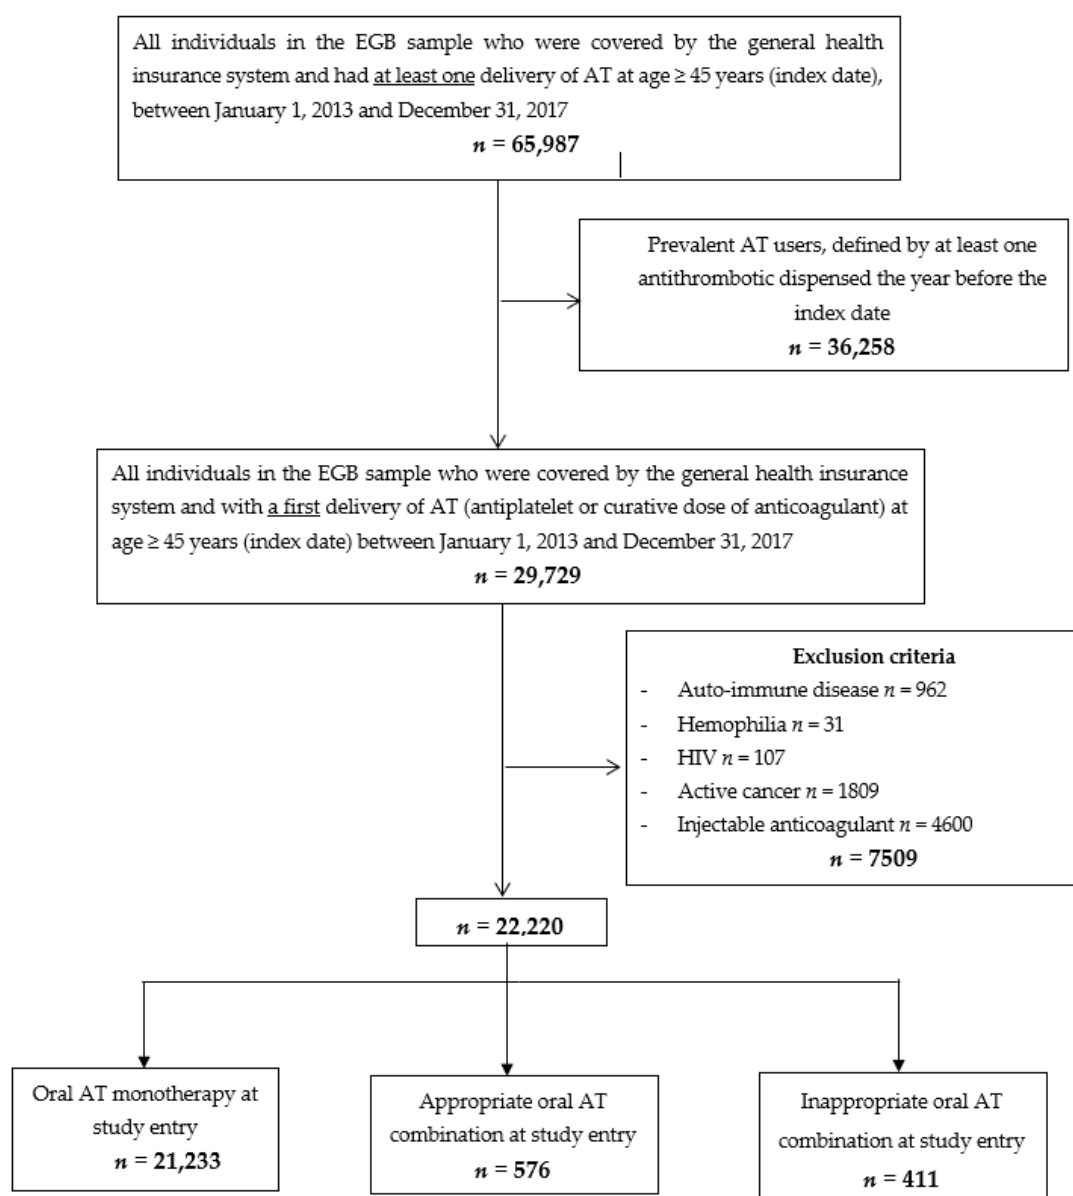 All individuals in the EGB sample who were covered by the general health
insurance system and had at least one delivery of AT at age ≥ 45 years (index date),
between January 1, 2013 and December 31, 2017
n = 65,987
Prevalent AT users, defined by at least one
antithrombotic dispensed the year before the
index date
n = 36,258
All individuals in the EGB sample who were covered by the general health insurance
system and with a first delivery of AT (antiplatelet or curative dose of anticoagulant) at
age ≥ 45 years (index date) between January 1, 2013 and December 31, 2017
n = 29,729
Exclusion criteria
- Auto-immune disease n = 962
- Hemophilia n = 31
- HIV n = 107
- Active cancer n = 1809
- Injectable anticoagulant n = 4600
n = 7509
n = 22,220
Oral AT monotherapy at
study entry
n = 21,233
Appropriate oral AT
combination at study entry
n = 576
Inappropriate oral AT
combination at study entry
n = 411